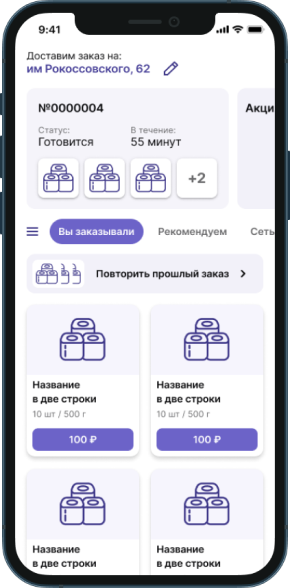 9:41
Доставим заказ на:
им Рокоссовского, 62
№0000004
Акци
Статус:
В течение:
Готовится
55 минут
+2
Вы заказывали
Рекомендуем
Сеты
Повторить прошлый заказ
Название
в две строки
10 шт / 500 г
100 ₽
Название
в две строки
10 шт / 500 г
100 ₽
Название
в две строки
Название
в две строки